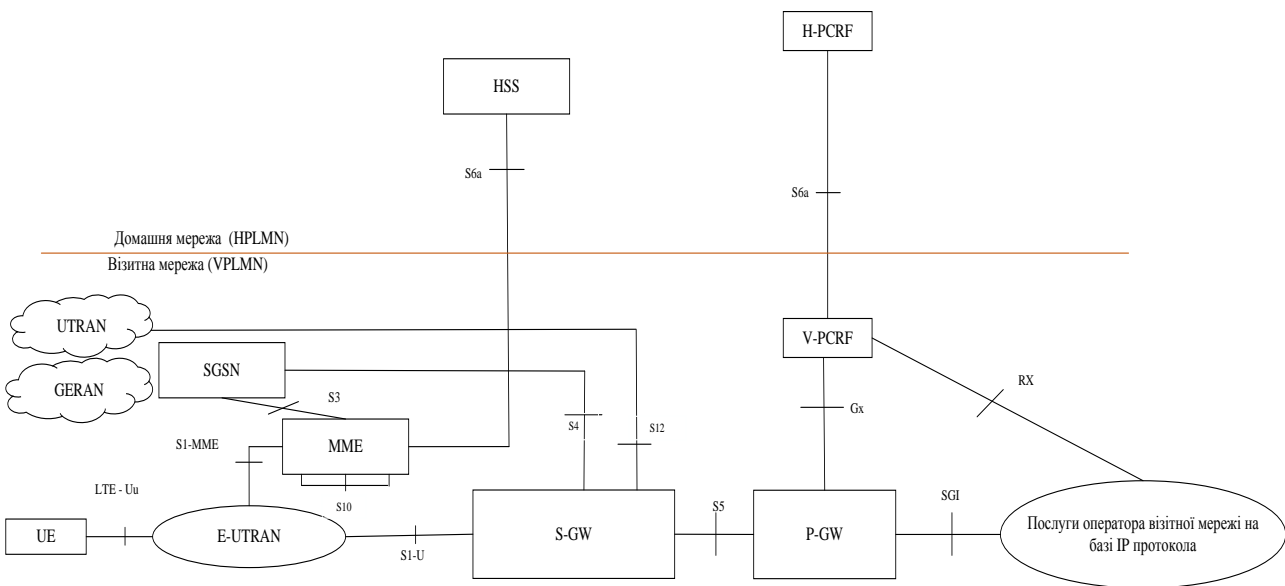 H-PCRF
HSS
S6a
S6a
Домашня мережа (HPLMN)
Візитна мережа (VPLMN)
UTRAN
V-PCRF
SGSN
GERAN
RX
S3
Gx
S4
S12
S1-MME
MME
LTE - Uu
S10
S5
SGI
UE
E-UTRAN
S-GW
P-GW
Послуги оператора візітної мережі на
базі IP протокола
S1-U